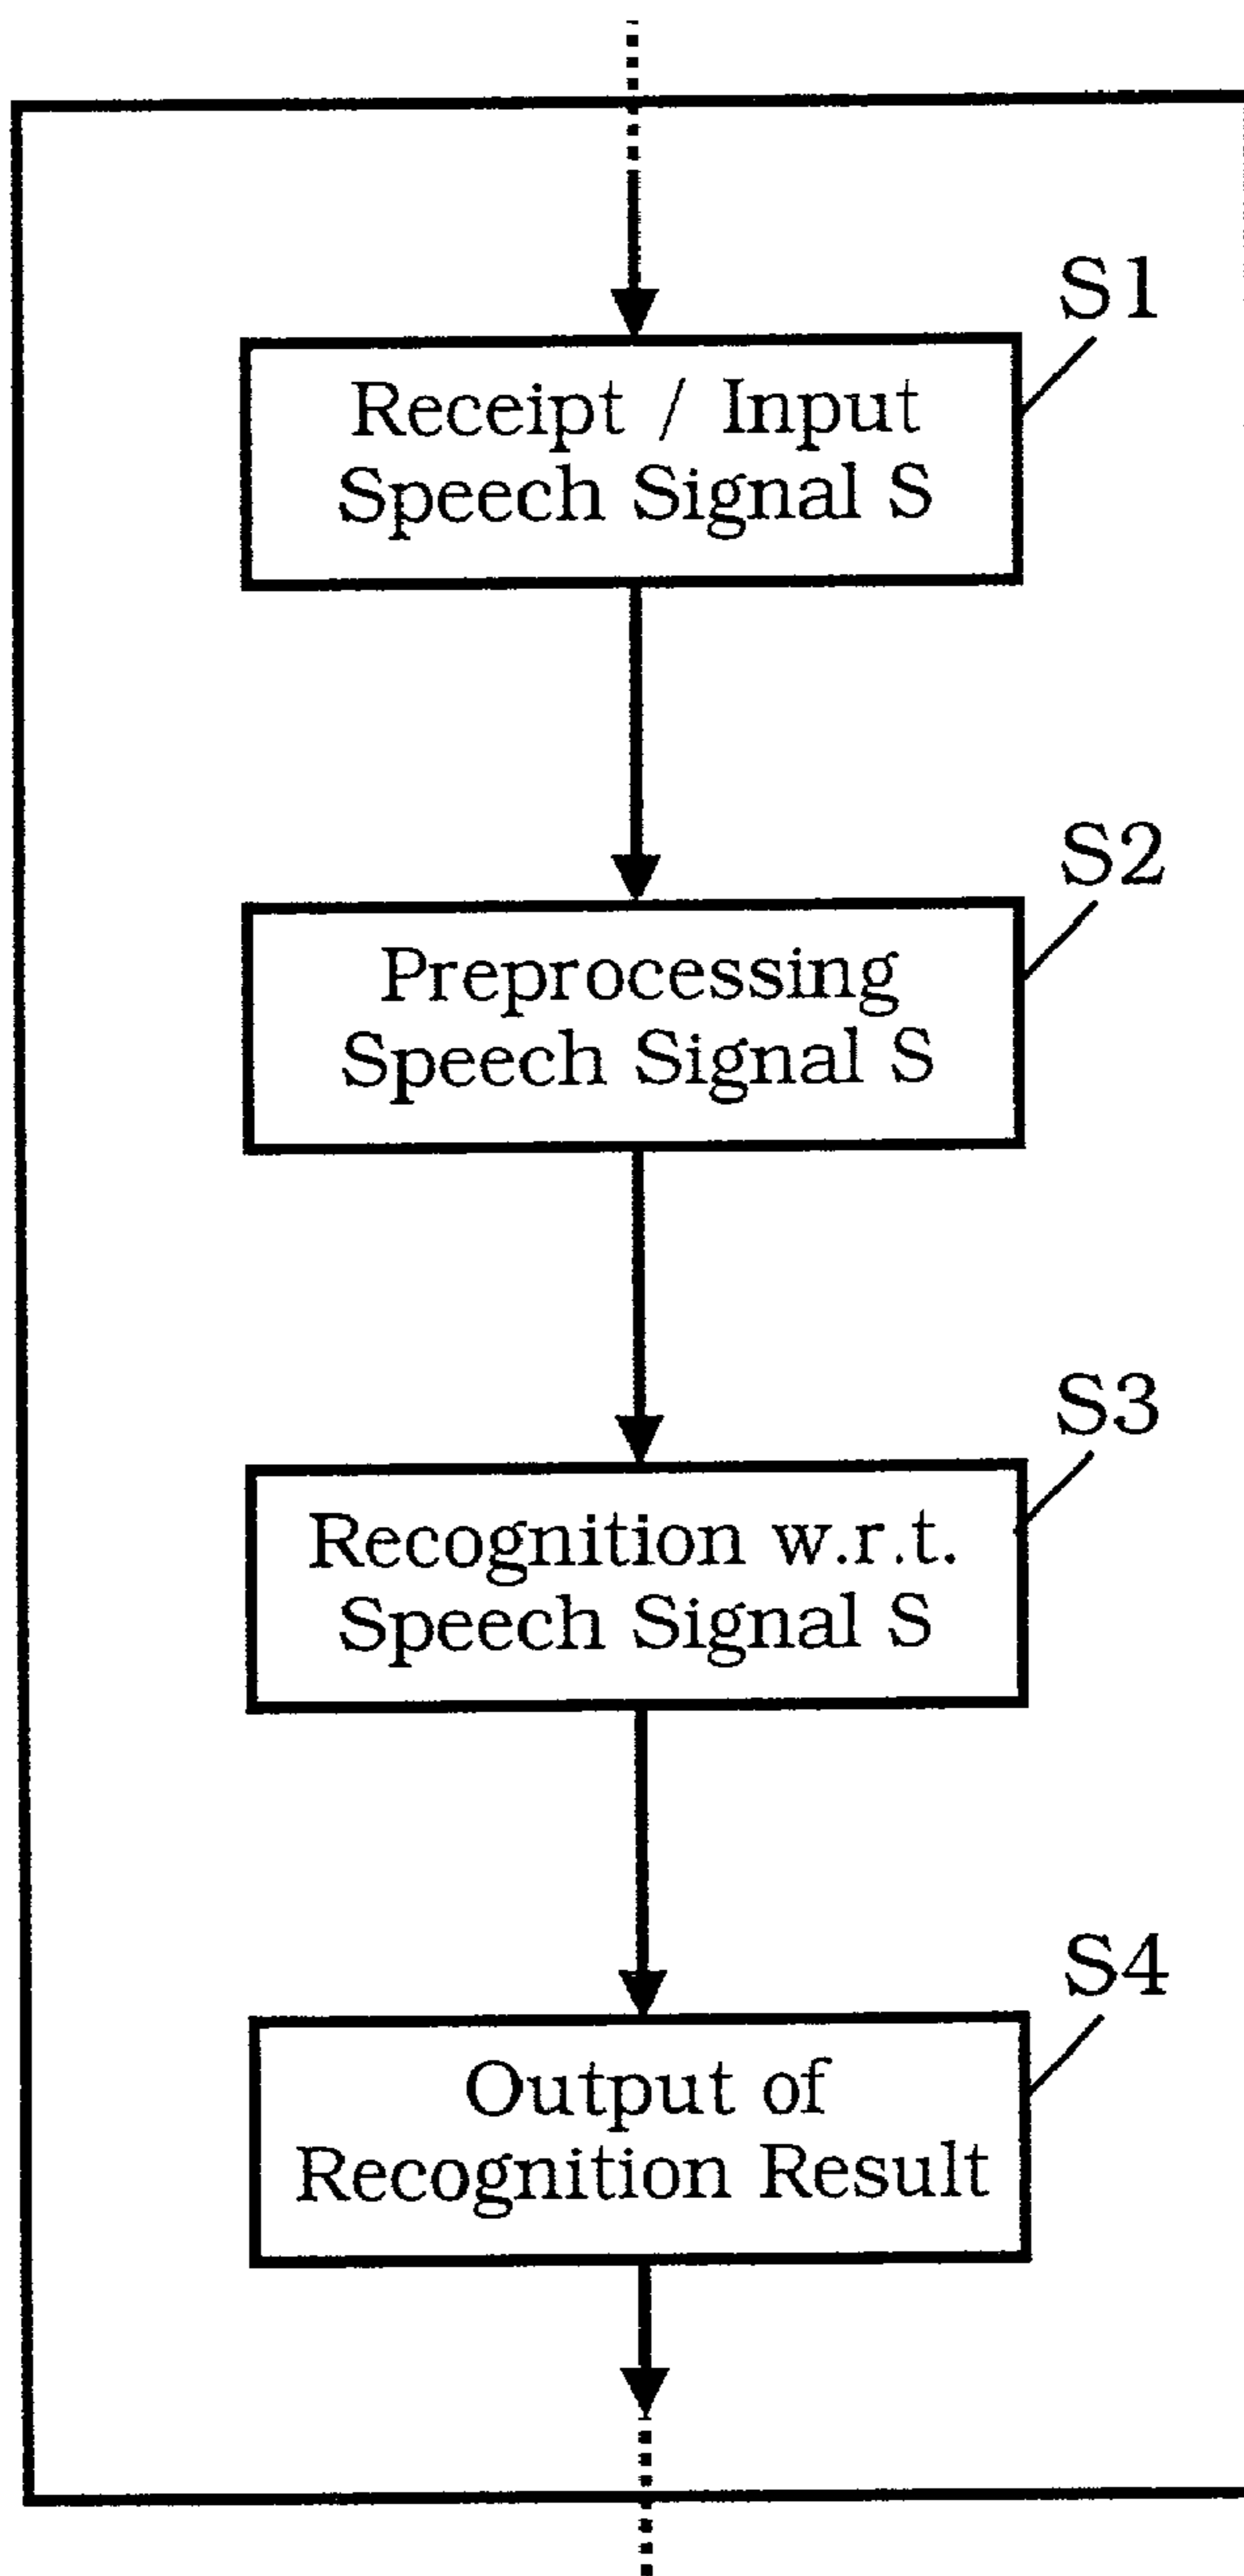 S1
Receipt / Input
Speech Signal S
S2
Preprocessing
Speech Signal S
S3
Recognition w.r.t.
Speech Signal S
S4
Output of
Recognition Result